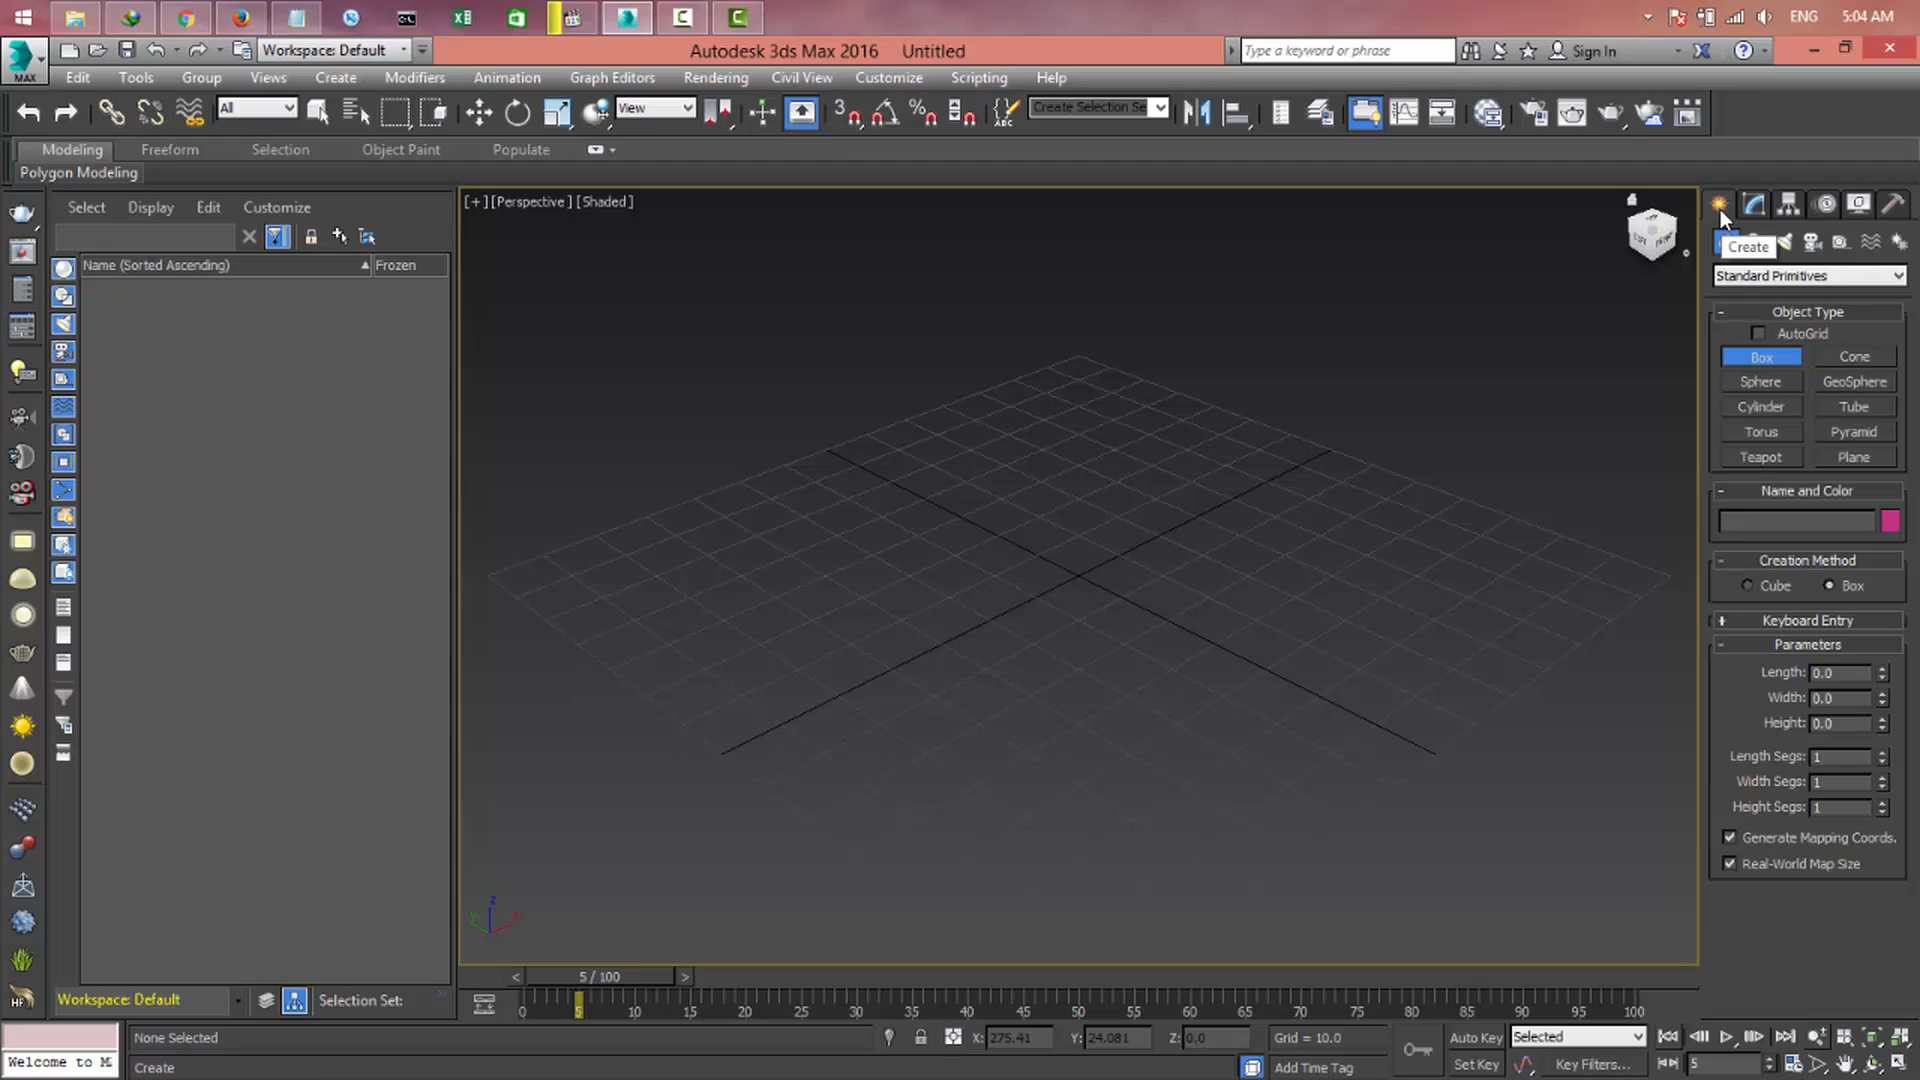 ENG 5:04 AM
MAX
Workspace: Default
Autodesk 3ds Max 2016 Untitled
Type a keyword or phrase
Sign In
Edit Tools Group Views Create Modifiers Animation Graph Editors Rendering Civil View Customize Scripting Help
All
View
3
Create Selection Se
Modeling Freeform Selection Object Paint Populate
Polygon Modeling
Select Display Edit Customize
Name (Sorted Ascending) Frozen
[+] [Perspective ] [Shaded ]
Create
Standard Primitives
Object Type
AutoGrid
Box Cone
Sphere GeoSphere
Cylinder Tube
Torus Pyramid
Teapot Plane
Name and Color
Creation Method
Cube Box
Keyboard Entry
Parameters
Length: 0.0
Width: 0.0
Height: 0.0
Length Segs: 1
Width Segs: 1
Height Segs: 1
Generate Mapping Coords.
Real-World Map Size
z
x
HF
Workspace: Default
Selection Set:
< 5 / 100 >
0 5 10 15 20 25 30 35 40 45 50 55 60 65 70 75 80 85 90 95 100
None Selected
X: 275.41 Y: 24.081 Z: 0.0
Grid = 10.0
Auto Key Selected
Welcome to M
Create
Add Time Tag
Set Key Key Filters...
5